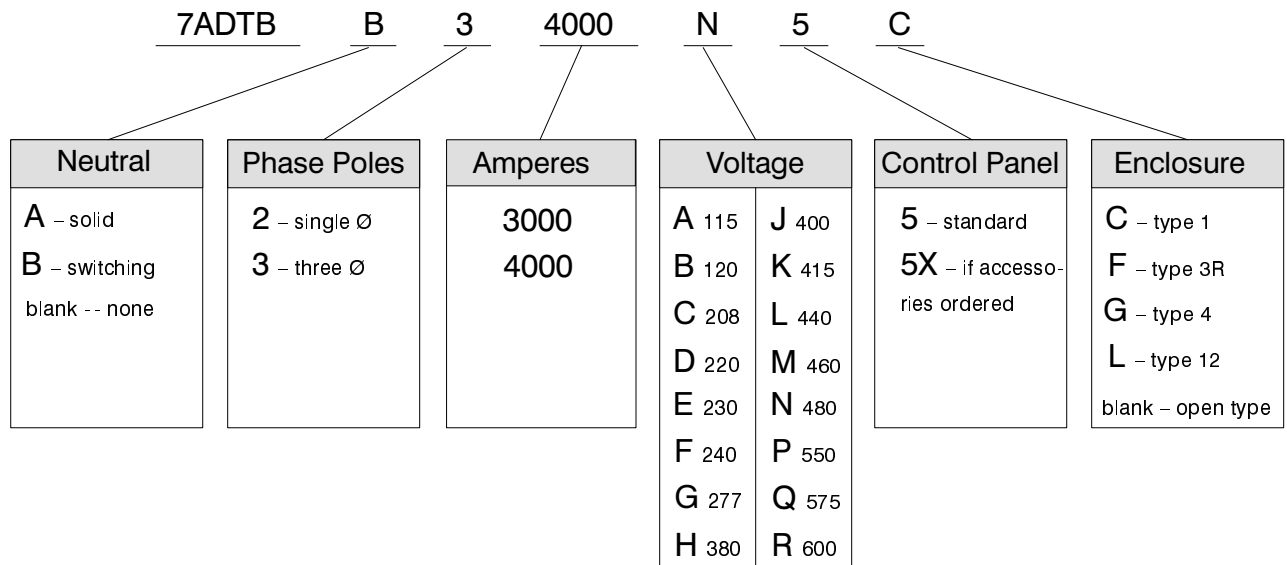 7ADTB B 3 4000 N 5 C
Neutral
A – solid
B – switching
blank -- none
Phase Poles
2 – single Ø
3 – three Ø
Amperes
3000
4000
Voltage
A 115
B 120
C 208
D 220
E 230
F 240
G 277
H 380
J 400
K 415
L 440
M 460
N 480
P 550
Q 575
R 600
Control Panel
5 – standard
5X – if accesso-
ries ordered
Enclosure
C – type 1
F – type 3R
G – type 4
L – type 12
blank – open type